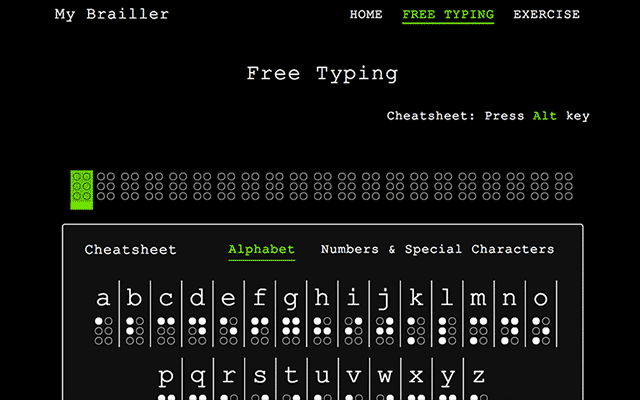 My Brailler HOME FREE TYPING EXERCISE
Free Typing
Cheatsheet: Press Alt key
Cheatsheet Alphabet Numbers & Special Characters
a b c d e f g h i j k l m n o
p q r s t u v w x y z